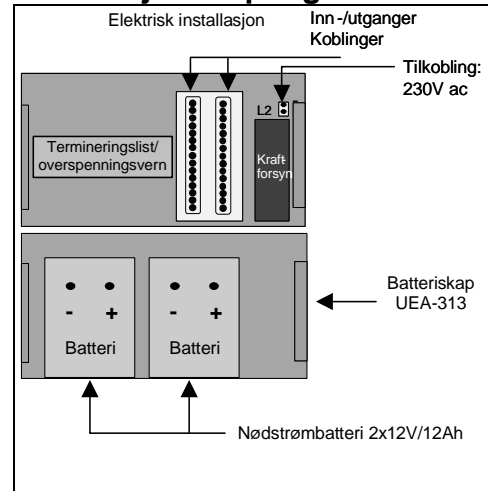 Elektrisk installasjon
Inn-/utganger
Koblinger
Tilkobling:
230V ac
L2
Termineringslist/
overspenningsvern
Kraft-
forsyn
Batteriskap
UEA-313
- +
- +
Batteri
Batteri
Nødstrømbatteri 2x12V/12Ah